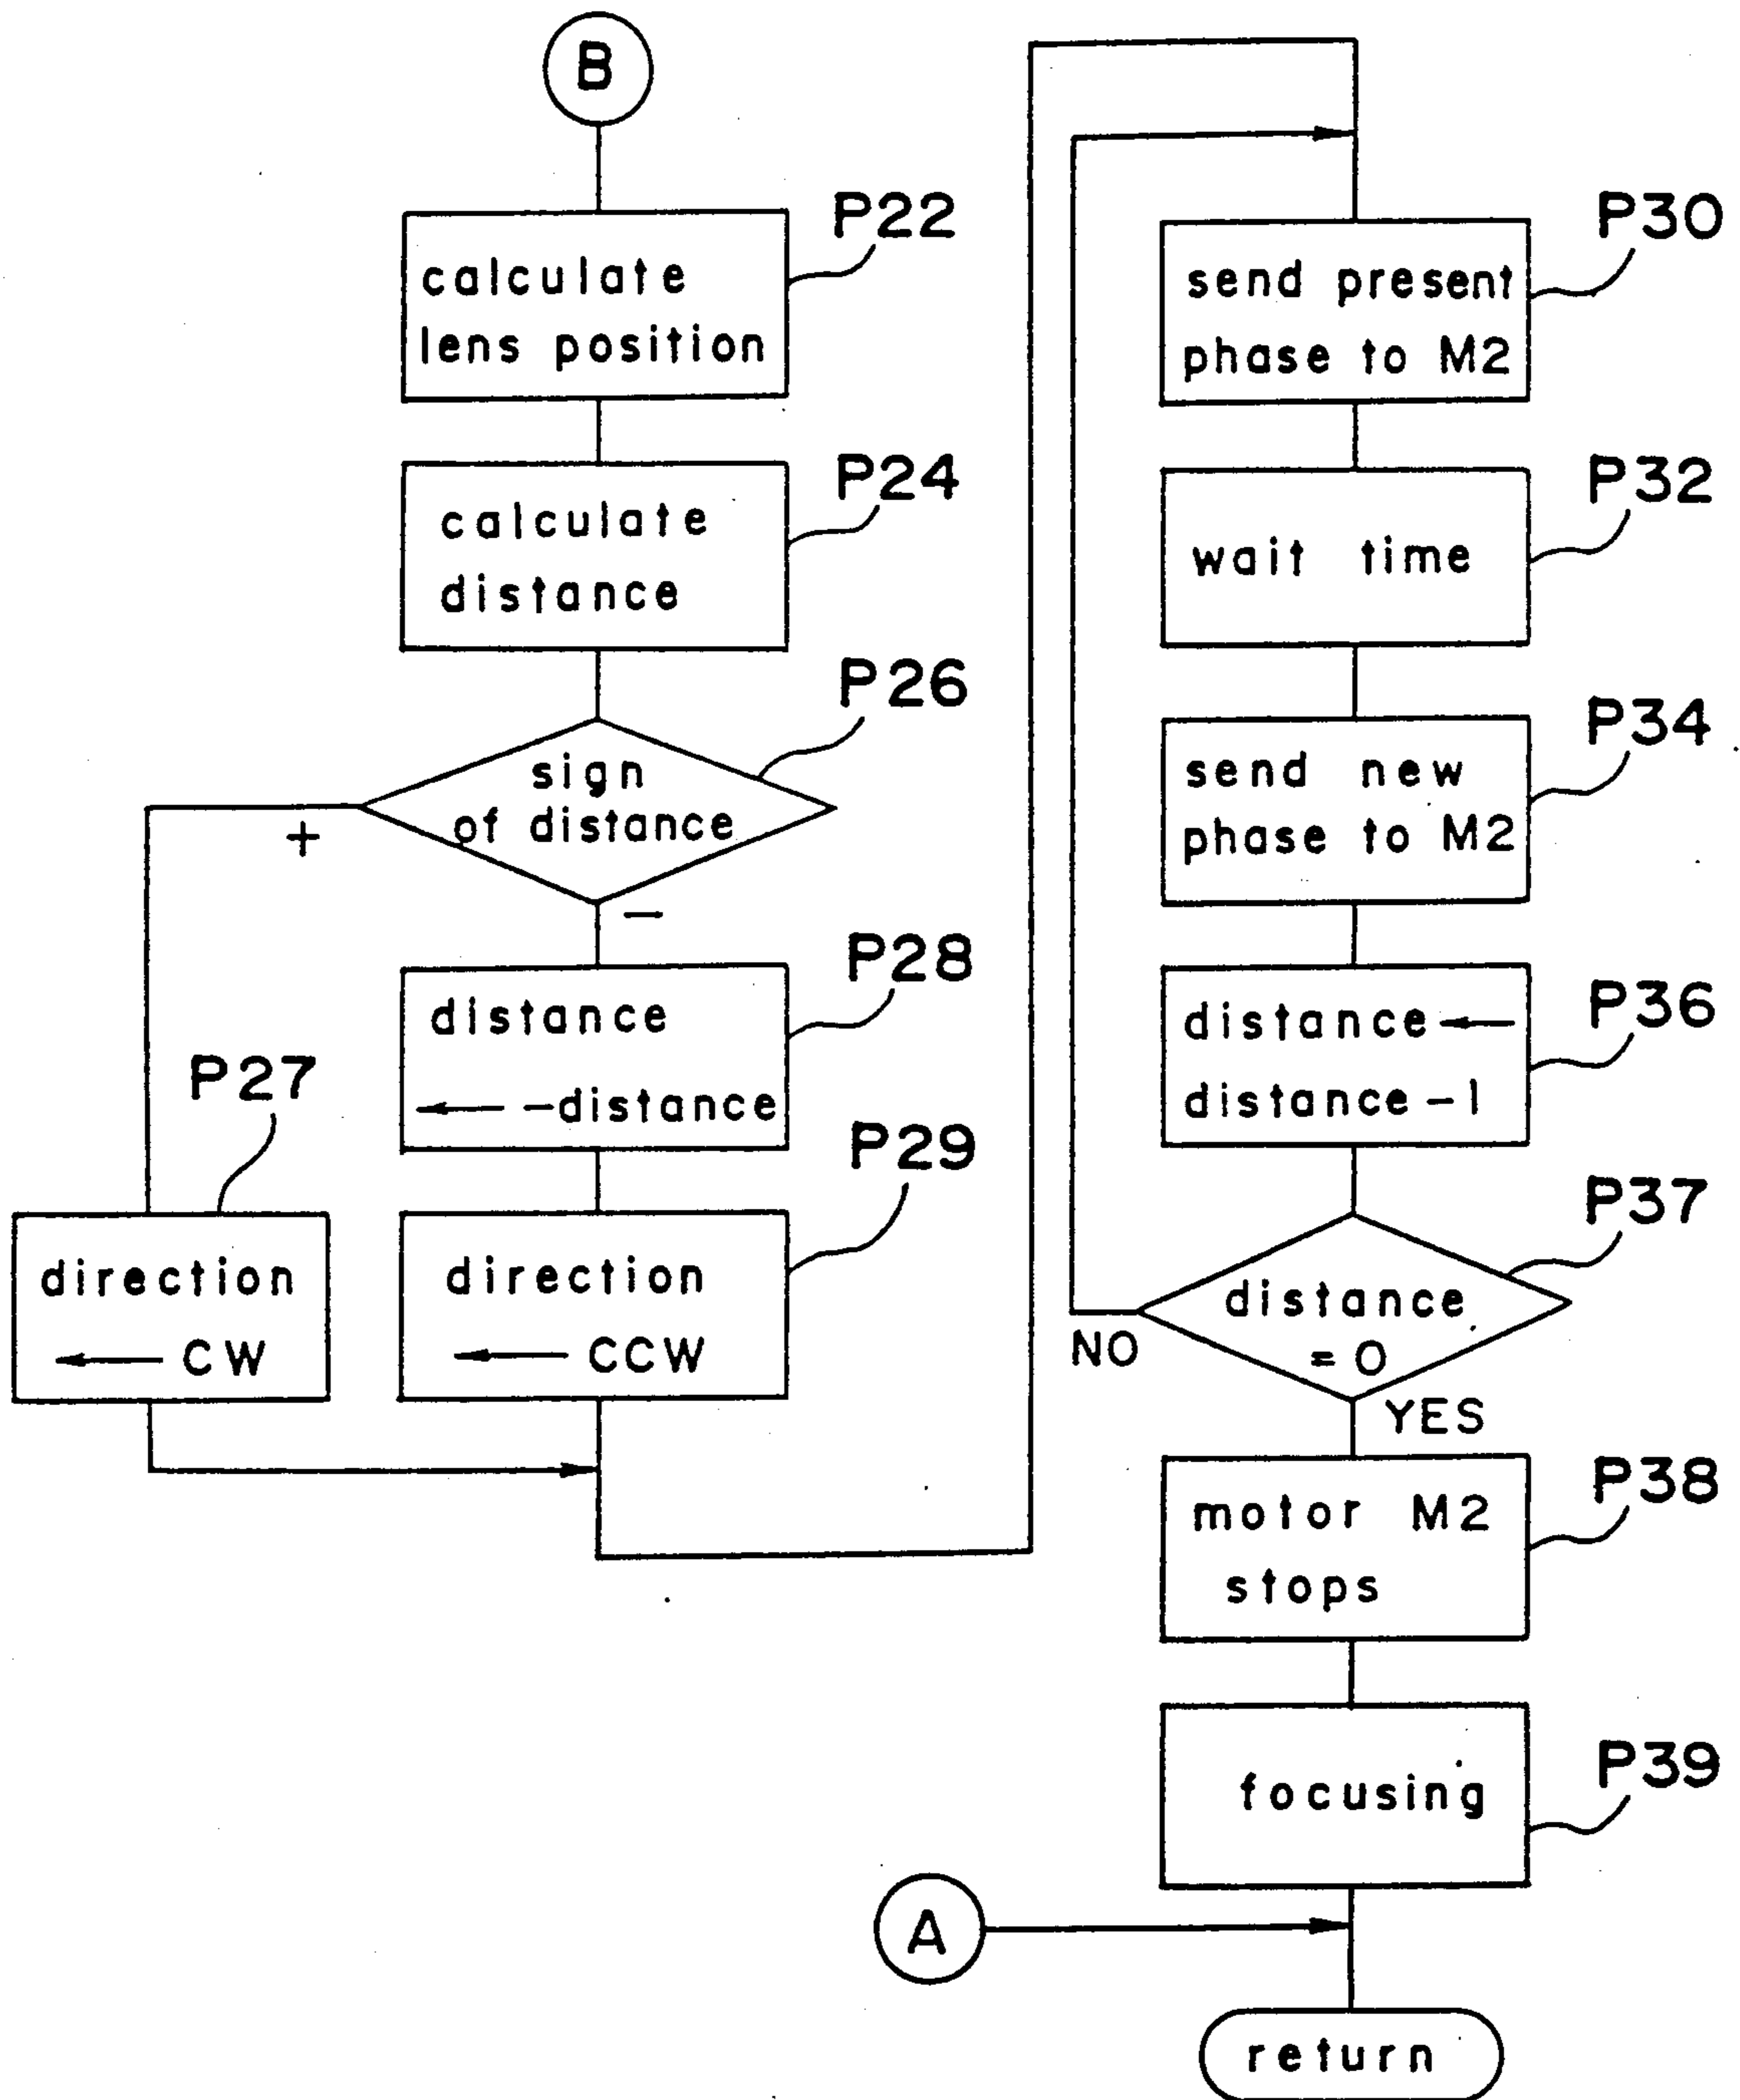 B
P22
calculate
lens position
P24
calculate
distance
P26
sign
of distance
+
−
P28
distance
← −distance
P27
direction
← CW
P29
direction
← CCW
P30
send present
phase to M2
P32
wait time
P34
send new
phase to M2
P36
distance ←
distance −1
P37
distance
= 0
NO
YES
P38
motor M2
stops
P39
focusing
A
return